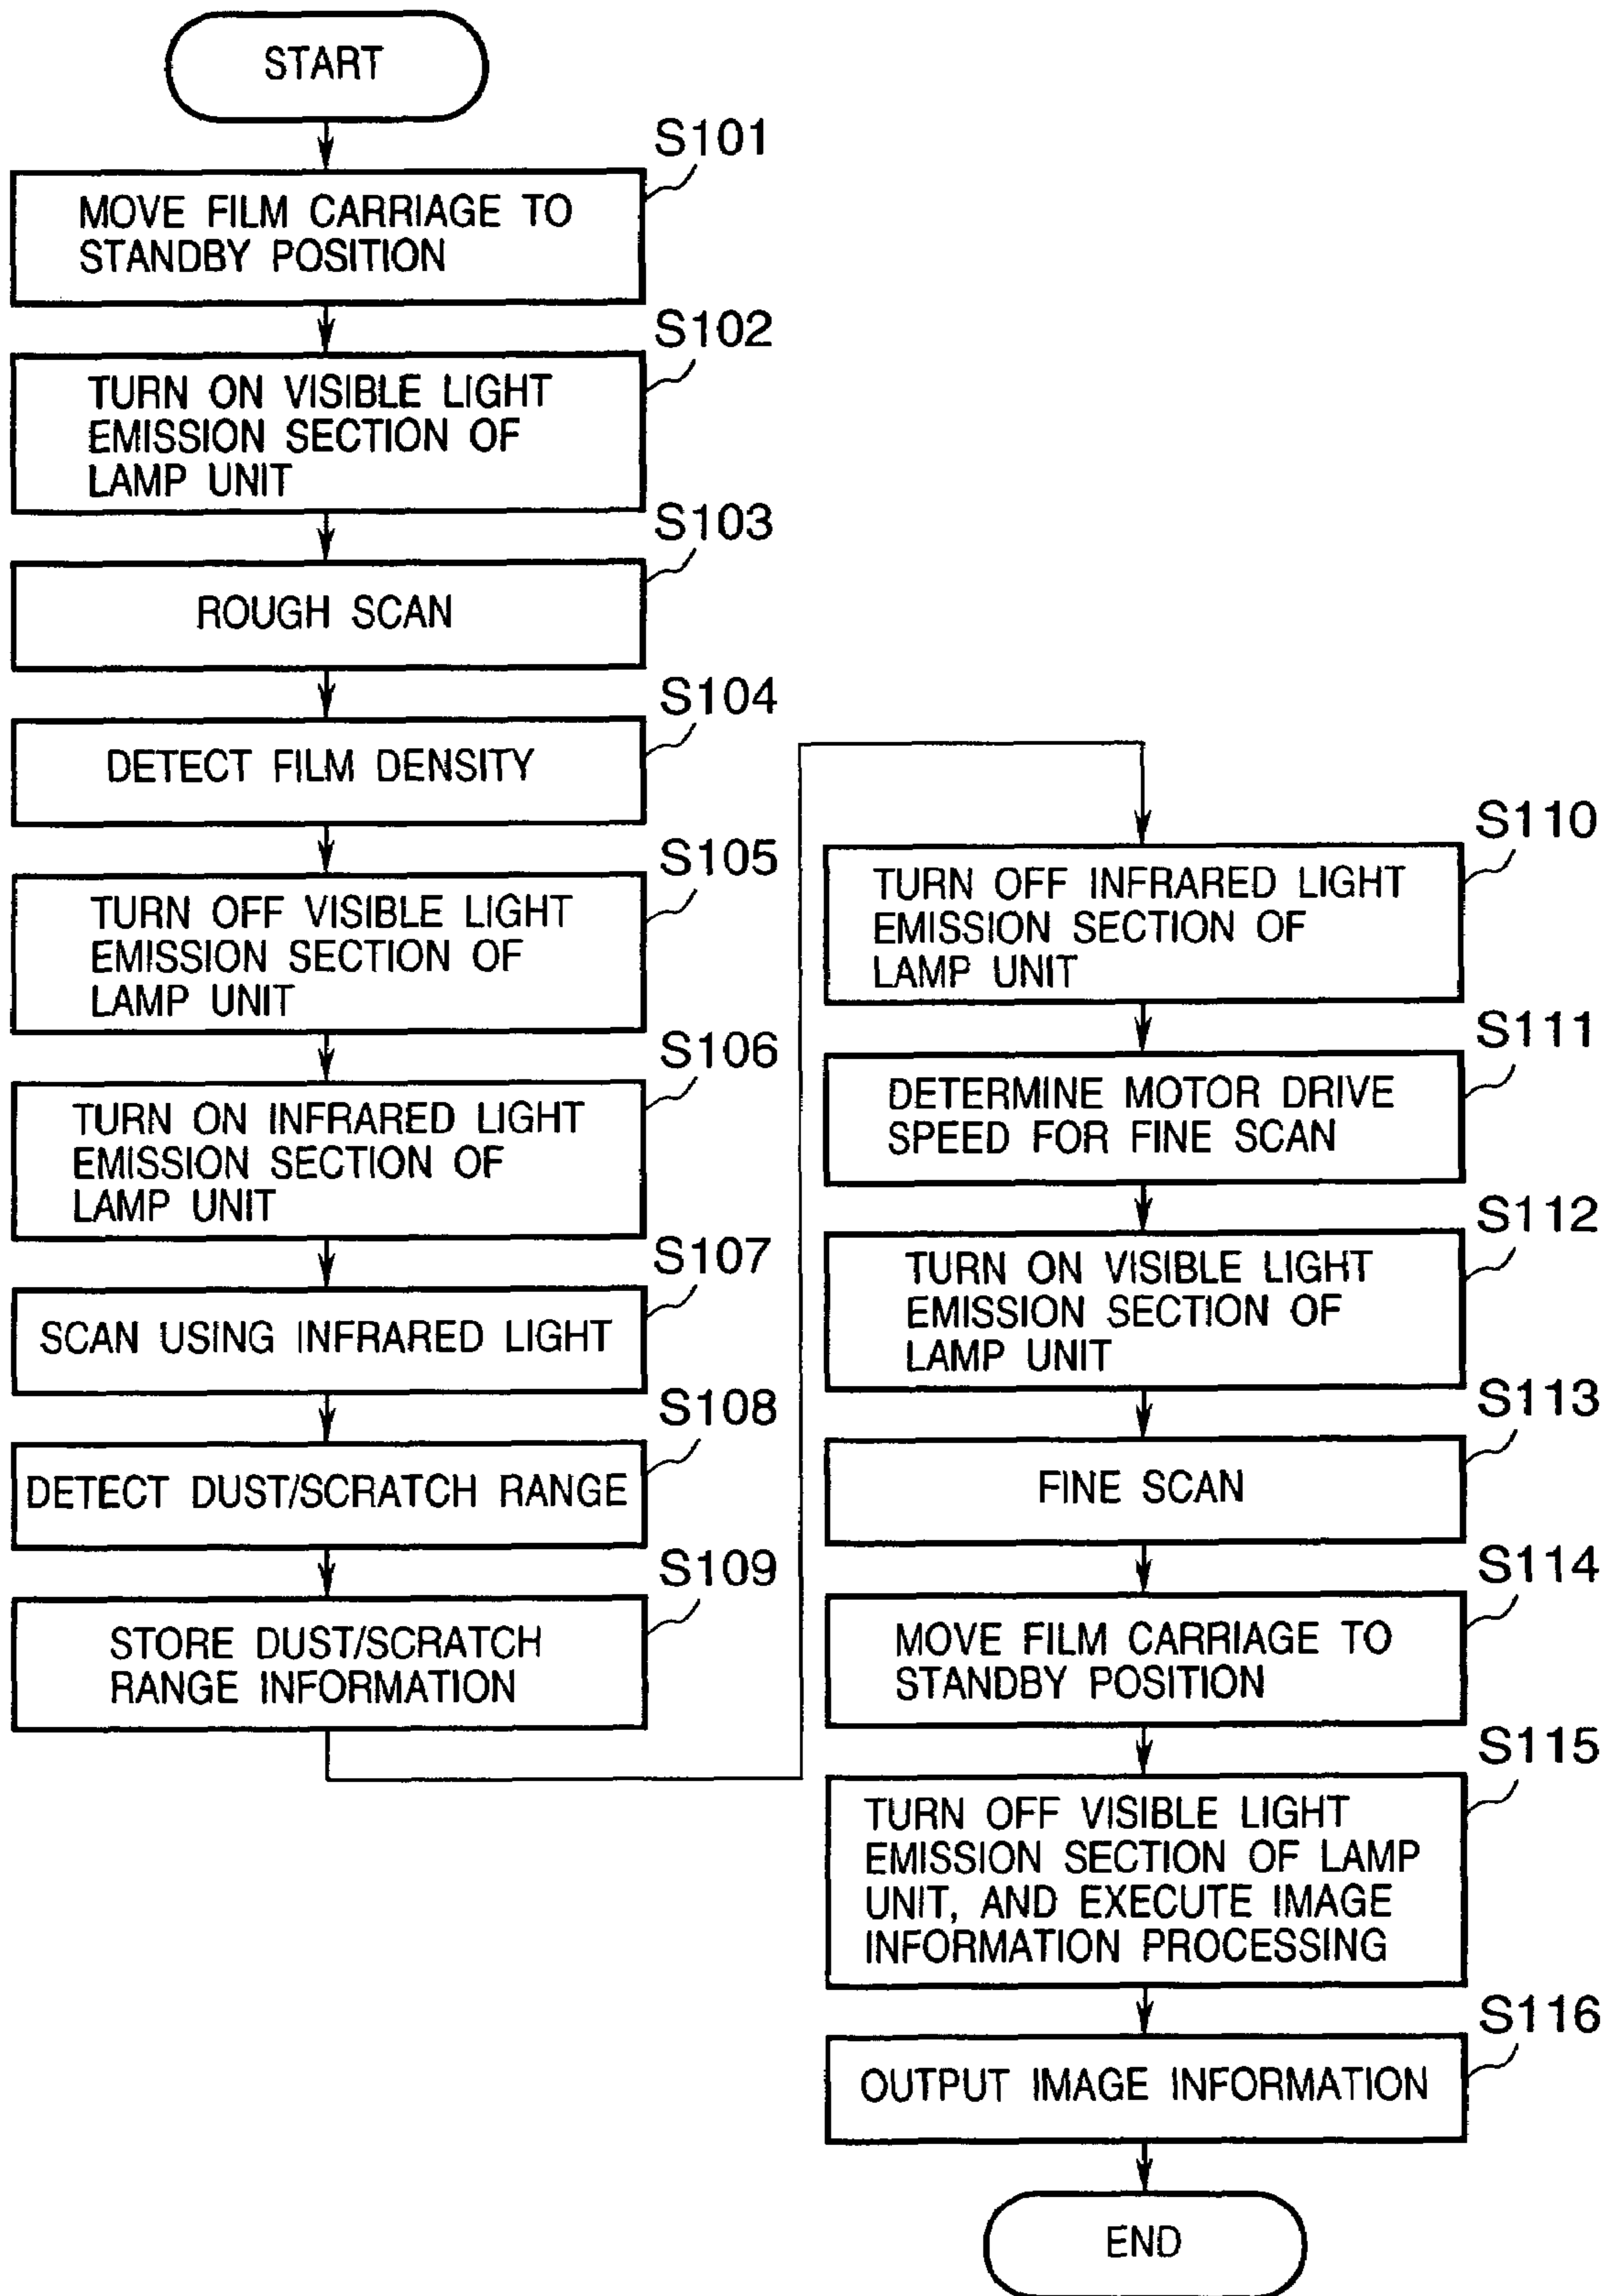 START
S101
MOVE FILM CARRIAGE TO
STANDBY POSITION
S102
TURN ON VISIBLE LIGHT
EMISSION SECTION OF
LAMP UNIT
S103
ROUGH SCAN
S104
DETECT FILM DENSITY
S105
TURN OFF VISIBLE LIGHT
EMISSION SECTION OF
LAMP UNIT
S106
TURN ON INFRARED LIGHT
EMISSION SECTION OF
LAMP UNIT
S107
SCAN USING INFRARED LIGHT
S108
DETECT DUST/SCRATCH RANGE
S109
STORE DUST/SCRATCH
RANGE INFORMATION
S110
TURN OFF INFRARED LIGHT
EMISSION SECTION OF
LAMP UNIT
S111
DETERMINE MOTOR DRIVE
SPEED FOR FINE SCAN
S112
TURN ON VISIBLE LIGHT
EMISSION SECTION OF
LAMP UNIT
S113
FINE SCAN
S114
MOVE FILM CARRIAGE TO
STANDBY POSITION
S115
TURN OFF VISIBLE LIGHT
EMISSION SECTION OF LAMP
UNIT, AND EXECUTE IMAGE
INFORMATION PROCESSING
S116
OUTPUT IMAGE INFORMATION
END